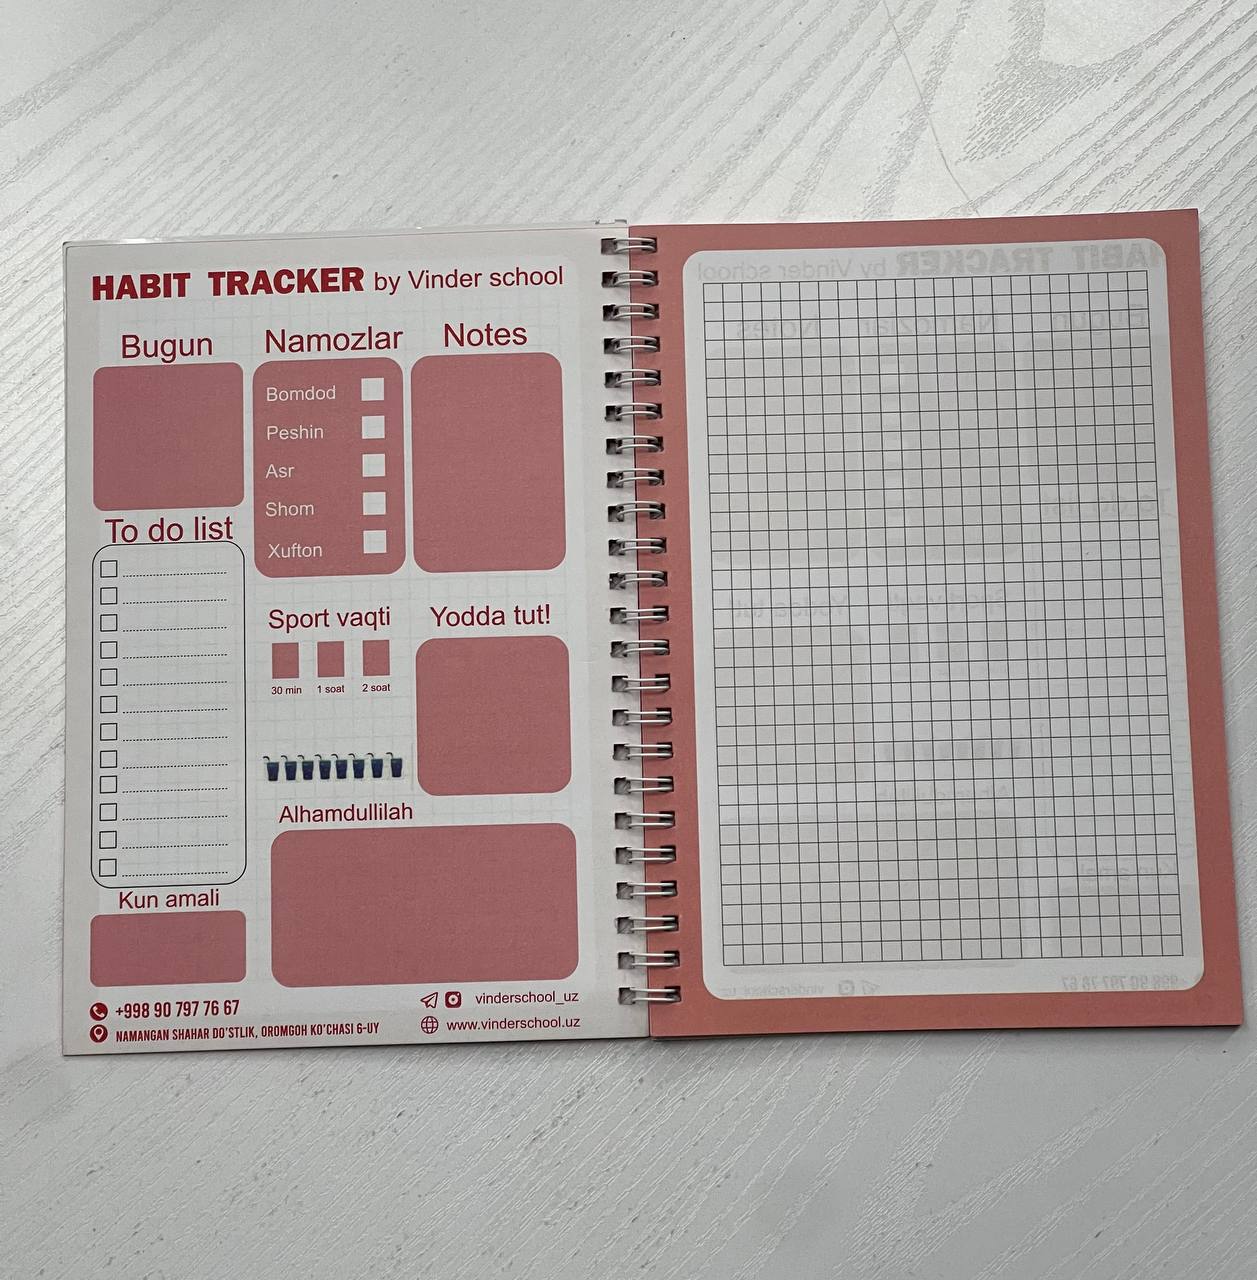 HABIT TRACKER by Vinder school
Bugun
Namozlar
Notes
Bomdod
Peshin
Asr
Shom
Xufton
To do list
Sport vaqti
30 min
1 soat
2 soat
Yodda tut!
Alhamdullilah
Kun amali
+998 90 797 76 67
NAMANGAN SHAHAR DO'STLIK, OROMGOH KO'CHASI 6-UY
vinderschool_uz
www.vinderschool.uz